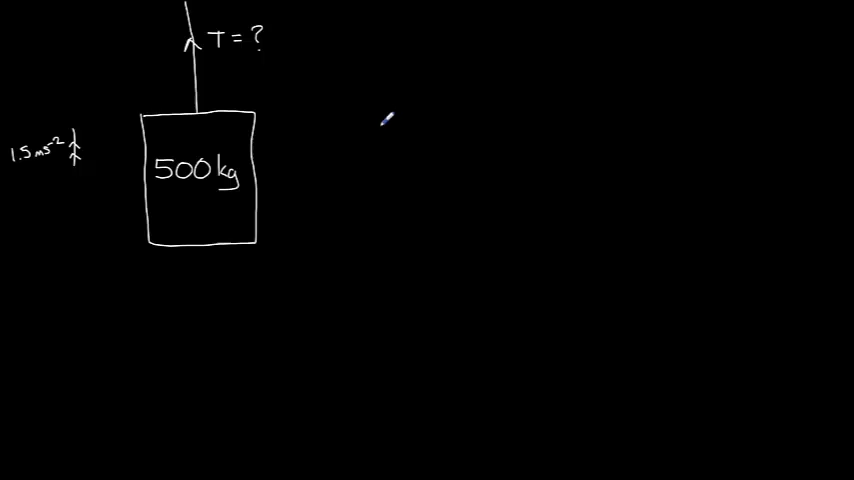 T = ?
1.5ms⁻²
500kg